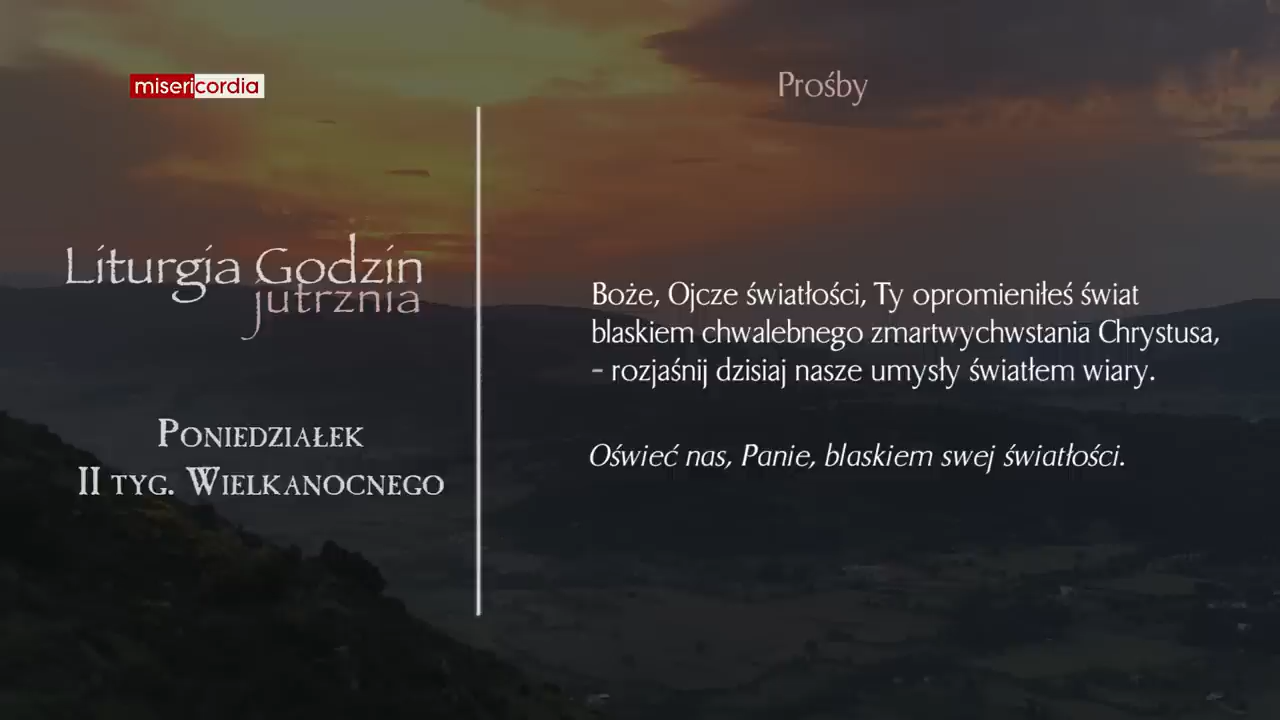 misericordia
Liturgia Godzin
jutrznia
Poniedziałek
II tyg. Wielkanocnego
Prośby
Boże, Ojcze światłości, Ty opromieniłeś świat
blaskiem chwalebnego zmartwychwstania Chrystusa,
- rozjaśnij dzisiaj nasze umysły światłem wiary.
Oświeć nas, Panie, blaskiem swej światłości.